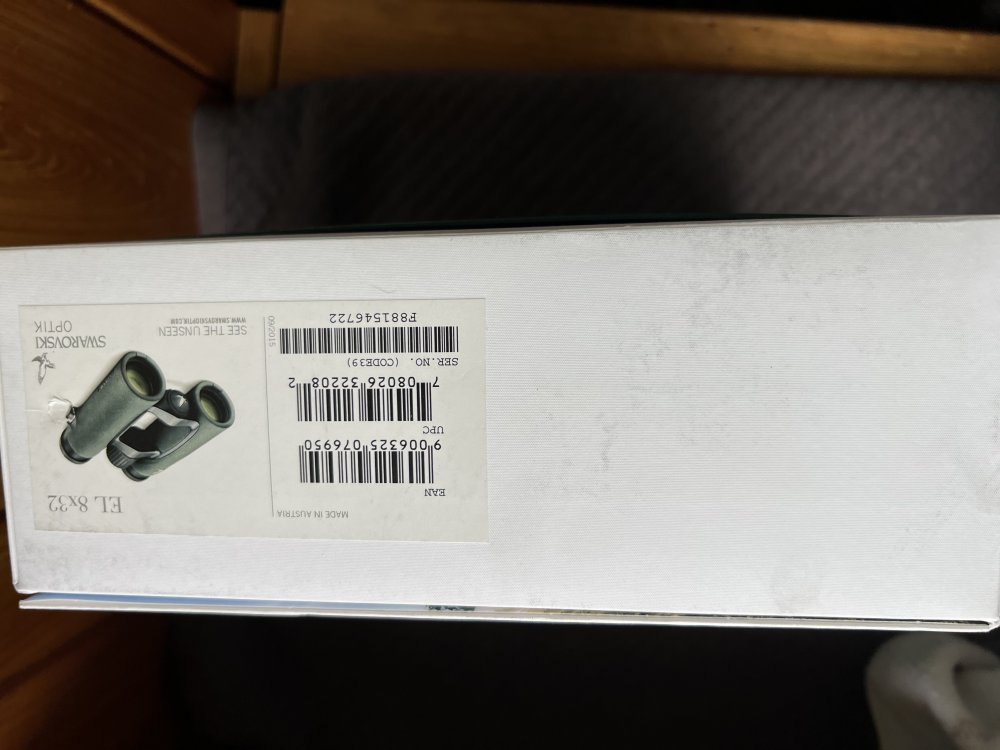 MADE IN AUSTRIA
EAN
9 006325 076950
UPC
7 08026 32208 2
SER.NO. (CODE39)
F881546722
09/2015
EL 8x32
SEE THE UNSEEN
WWW.SWAROVSKIOPTIK.COM
SWAROVSKI
OPTIK